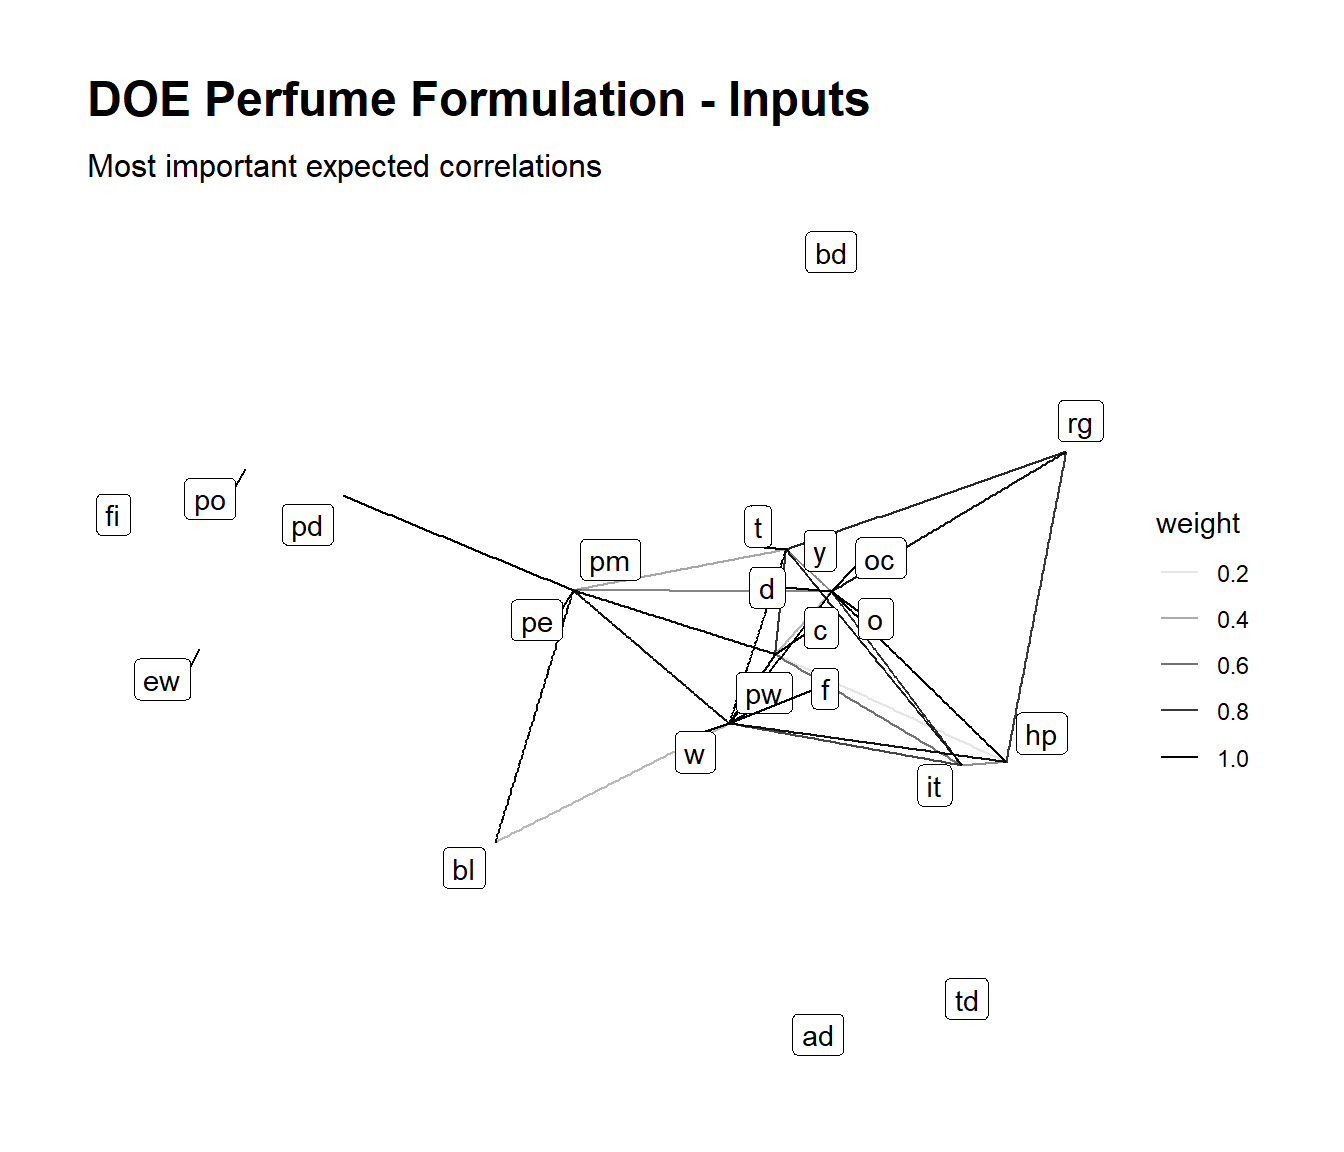 DOE Perfume Formulation - Inputs
Most important expected correlations
bd
rg
fi
po
pd
t
y
oc
pm
d
pe
c
o
ew
pw
f
w
hp
it
bl
td
ad
weight
0.2
0.4
0.6
0.8
1.0